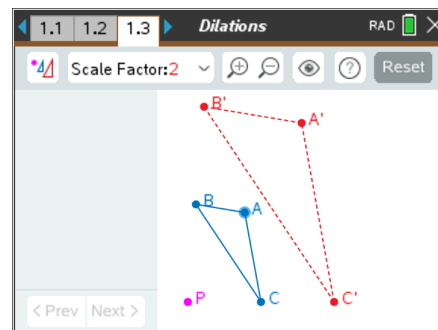 1.1 1.2 1.3 Dilations RAD
Scale Factor:2 ? Reset
B'
A'
B
A
P C C'
< Prev Next >